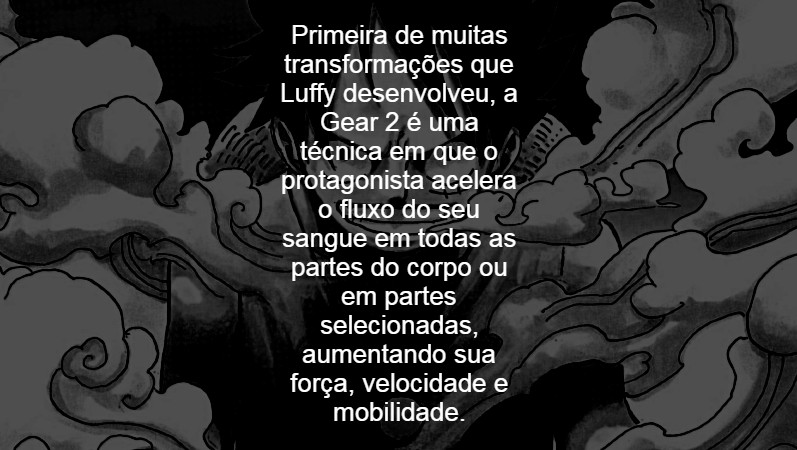 Primeira de muitas
transformações que
Luffy desenvolveu, a
Gear 2 é uma
técnica em que o
protagonista acelera
o fluxo do seu
sangue em todas as
partes do corpo ou
em partes
selecionadas,
aumentando sua
força, velocidade e
mobilidade.